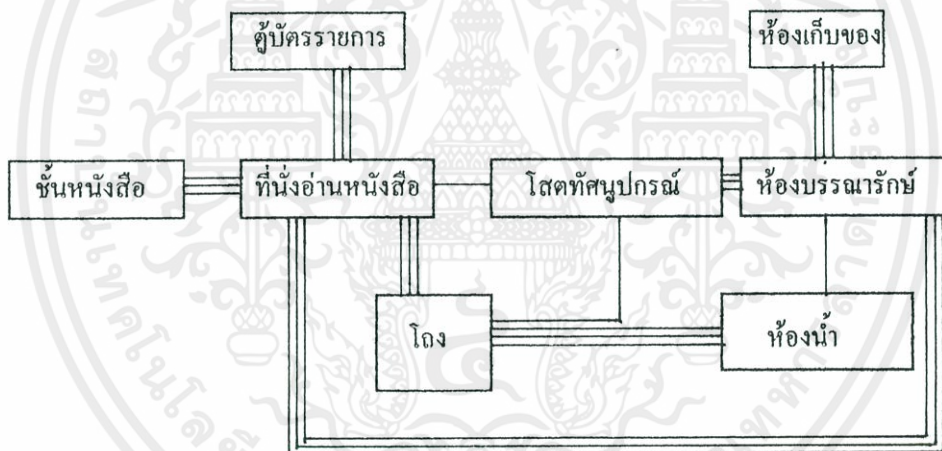 ตู้บัตรรายการ
ห้องเก็บของ
ชั้นหนังสือ
ที่นั่งอ่านหนังสือ
โสตทัศนูปกรณ์
ห้องบรรณารักษ์
โถง
ห้องน้ำ